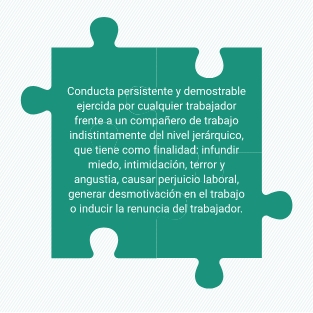 Conducta persistente y demostrable
ejercida por cualquier trabajador
frente a un compañero de trabajo
indistintamente del nivel jerárquico,
que tiene como finalidad: infundir
miedo, intimidación, terror y
angustia, causar perjuicio laboral,
generar desmotivación en el trabajo
o inducir la renuncia del trabajador.